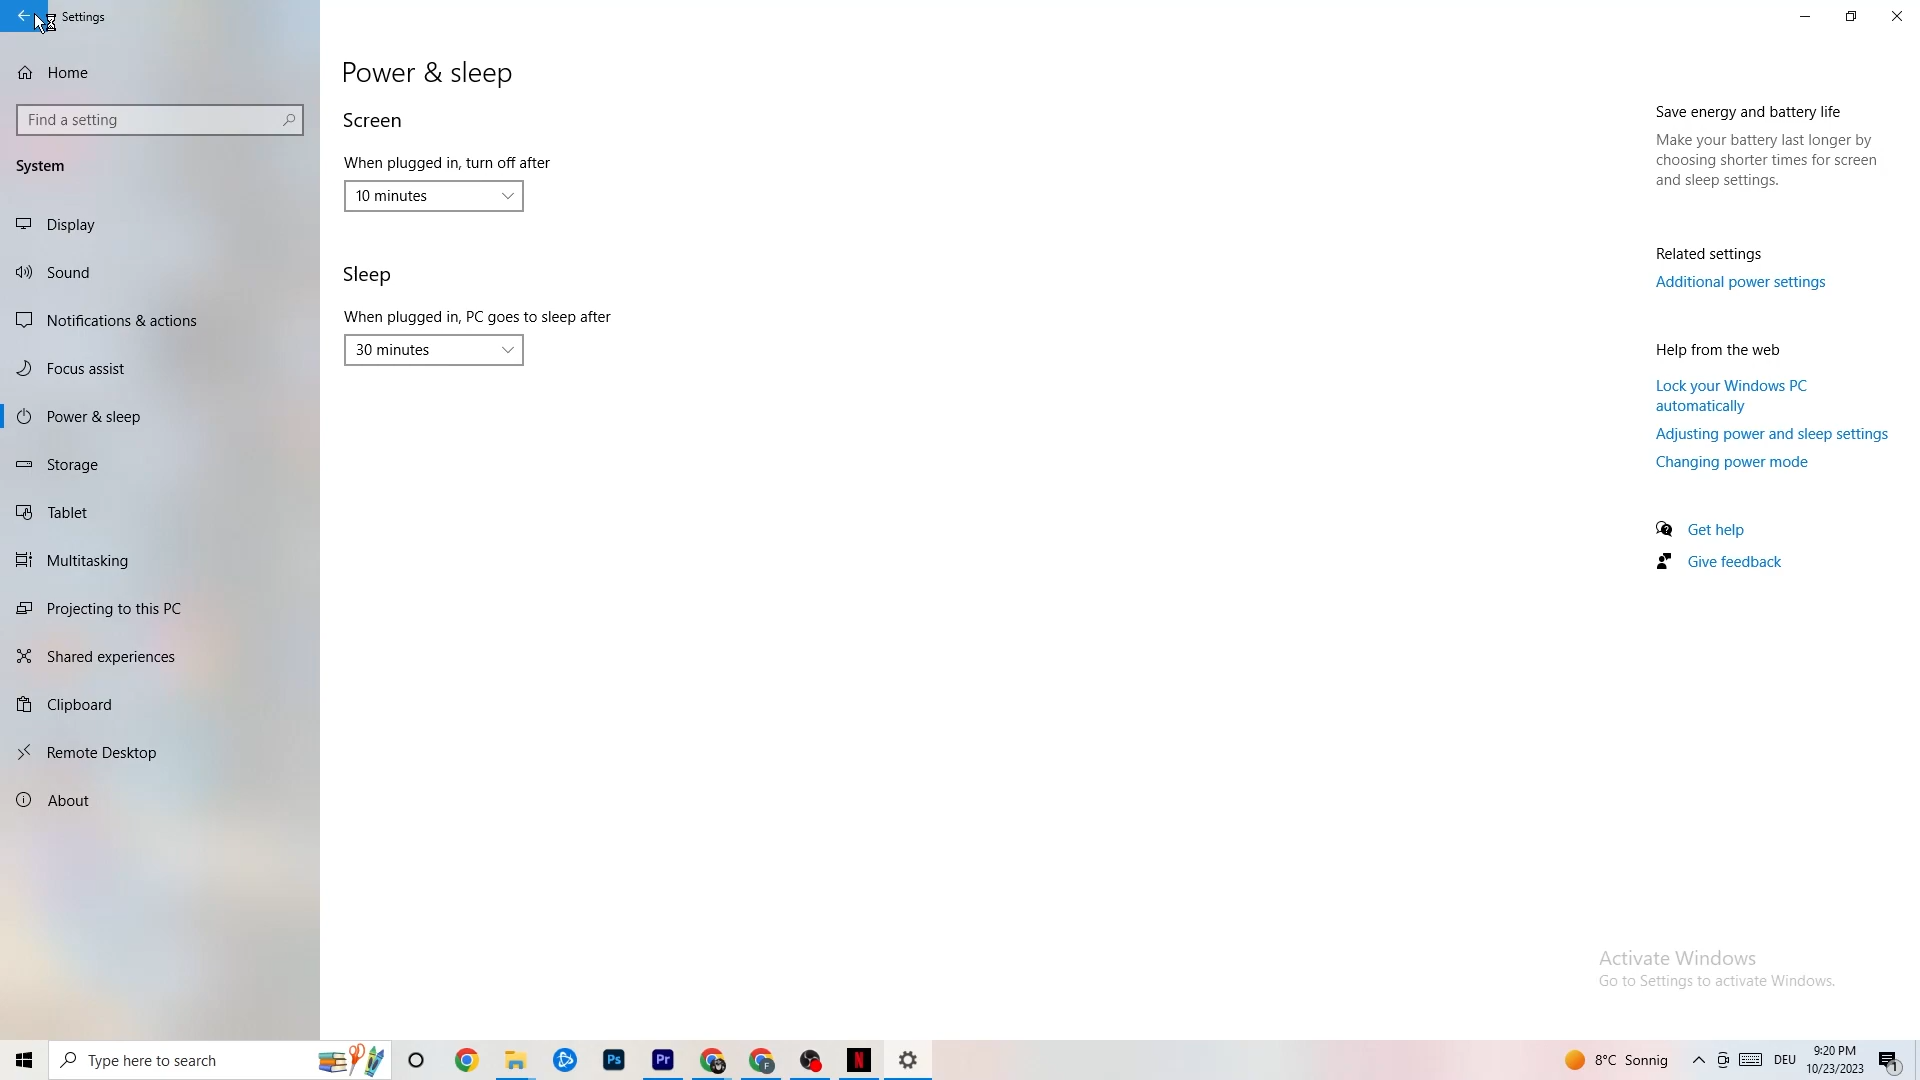 Settings
Home
Find a setting
System
Display
Sound
Notifications & actions
Focus assist
Power & sleep
Storage
Tablet
Multitasking
Projecting to this PC
Shared experiences
Clipboard
Remote Desktop
About
Power & sleep
Screen
When plugged in, turn off after
10 minutes
Sleep
When plugged in, PC goes to sleep after
30 minutes
Save energy and battery life
Make your battery last longer by
choosing shorter times for screen
and sleep settings.
Related settings
Additional power settings
Help from the web
Lock your Windows PC
automatically
Adjusting power and sleep settings
Changing power mode
Get help
Give feedback
Activate Windows
Go to Settings to activate Windows.
Type here to search
Ps
Pr
F
N
8°C Sonnig
DEU
9:20 PM
10/23/2023
1